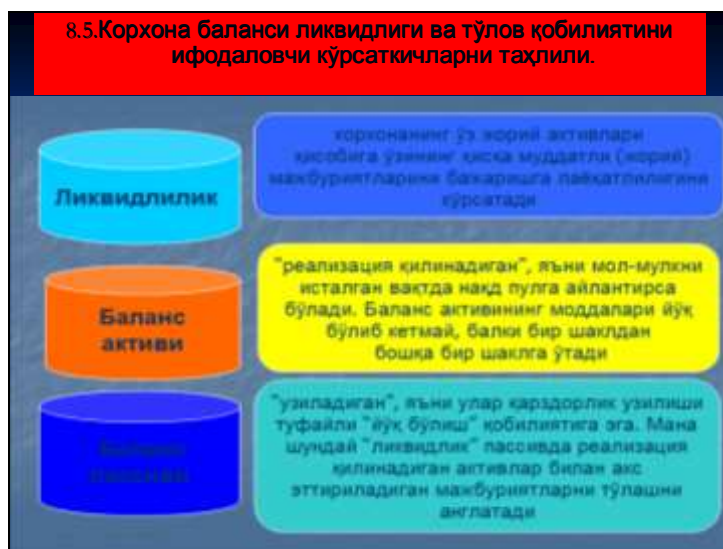 8.5.Корхона баланси ликвидлиги ва тўлов қобилиятини
ифодаловчи кўрсаткичларни таҳлили.
Ликвидлилик
корхонанинг ўз жорий активлари
ҳисобига ўзининг қисқа муддатли (жорий)
мажбуриятларини бажаришга лаёқатлилигини
кўрсатади
Баланс
активи
"реализация қилинадиган", яъни мол-мулкни
исталган вақтда нақд пулга айлантирса
бўлади. Баланс активининг моддалари йўқ
бўлиб кетмай, балки бир шаклдан
бошқа бир шаклга ўтади
Баланс
пассиви
"узиладиган", яъни улар қарздорлик узилиши
туфайли "йўқ бўлиш" қобилиятига эга. Мана
шундай "ликвидлик" пассивда реализация
қилинадиган активлар билан акс
эттириладиган мажбуриятларни тўлашни
англатади